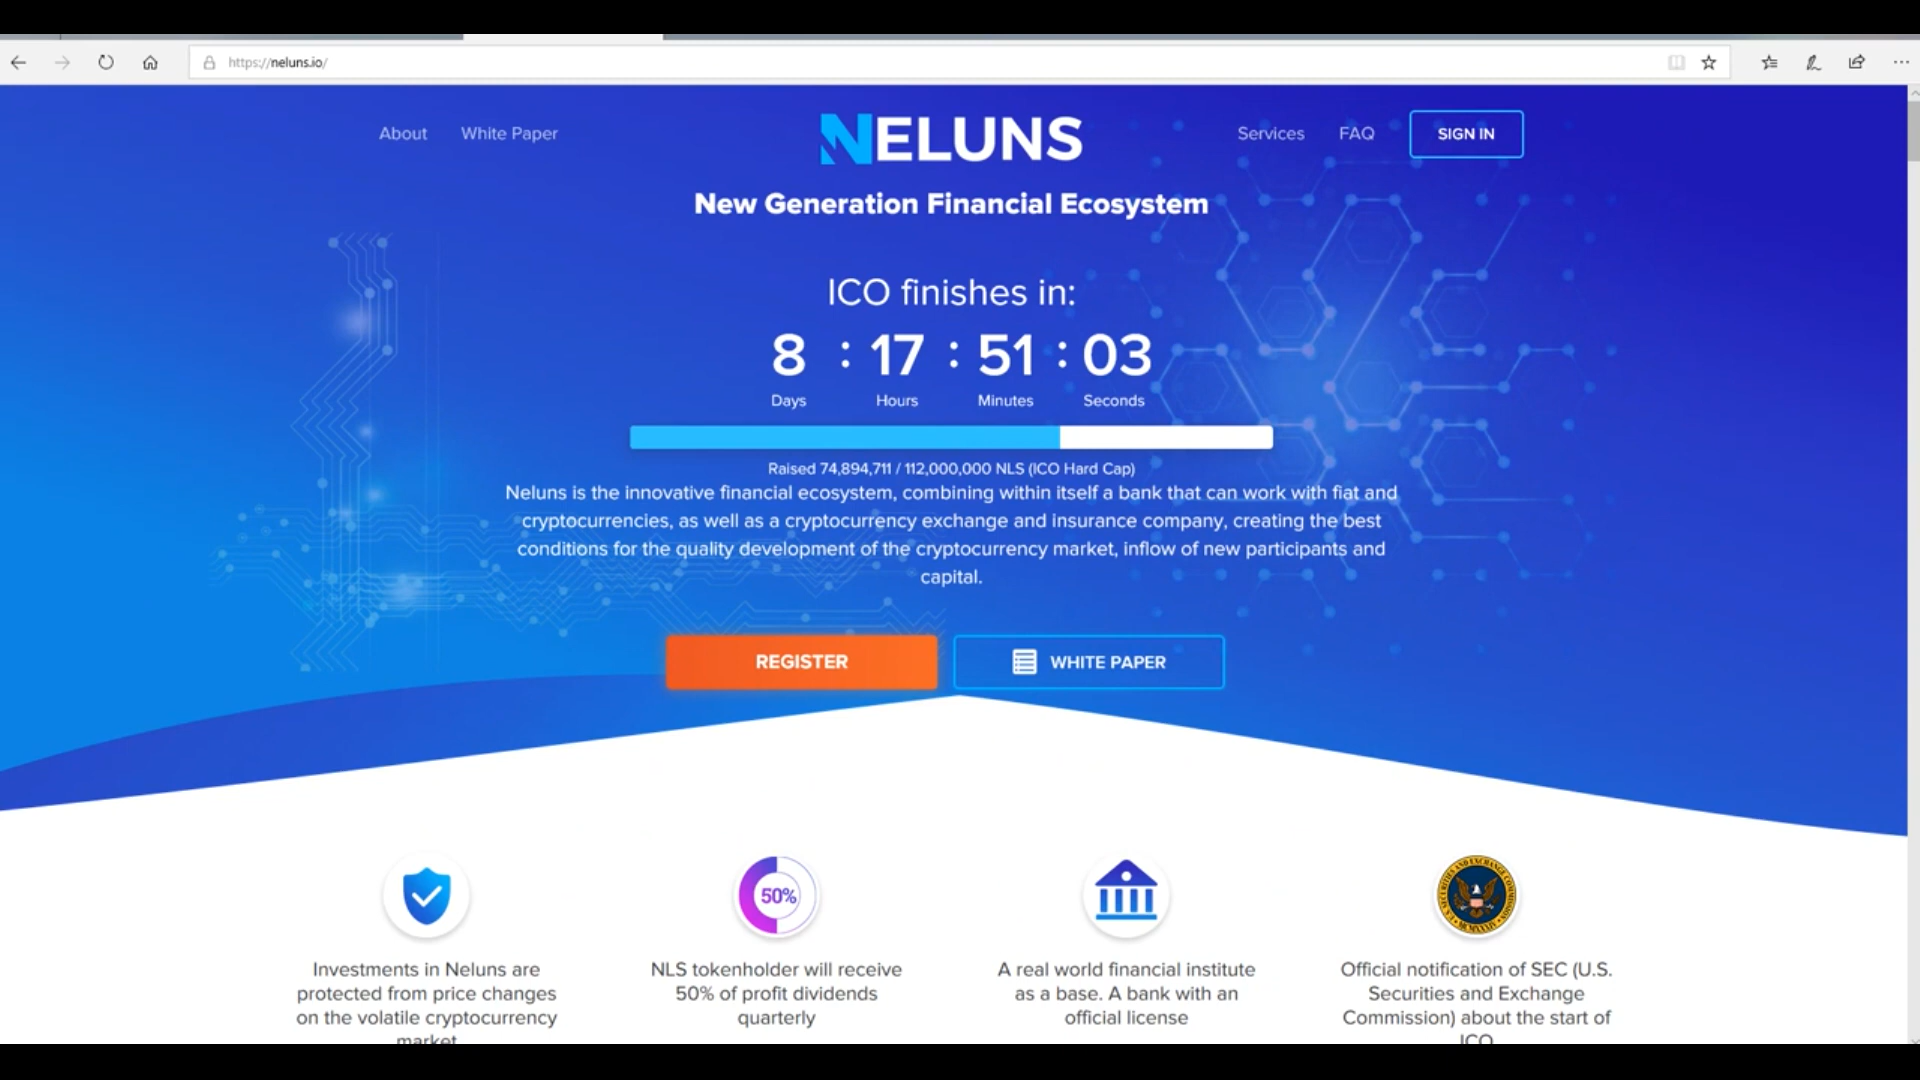 https://neluns.io/
About
White Paper
NELUNS
Services
FAQ
SIGN IN
New Generation Financial Ecosystem
ICO finishes in:
8 : 17 : 51 : 03
Days Hours Minutes Seconds
Raised 74,894,711 / 112,000,000 NLS (ICO Hard Cap)
Neluns is the innovative financial ecosystem, combining within itself a bank that can work with fiat and
cryptocurrencies, as well as a cryptocurrency exchange and insurance company, creating the best
conditions for the quality development of the cryptocurrency market, inflow of new participants and
capital.
REGISTER
WHITE PAPER
Investments in Neluns are
protected from price changes
on the volatile cryptocurrency
market
50%
NLS tokenholder will receive
50% of profit dividends
quarterly
A real world financial institute
as a base. A bank with an
official license
Official notification of SEC (U.S.
Securities and Exchange
Commission) about the start of
ICO